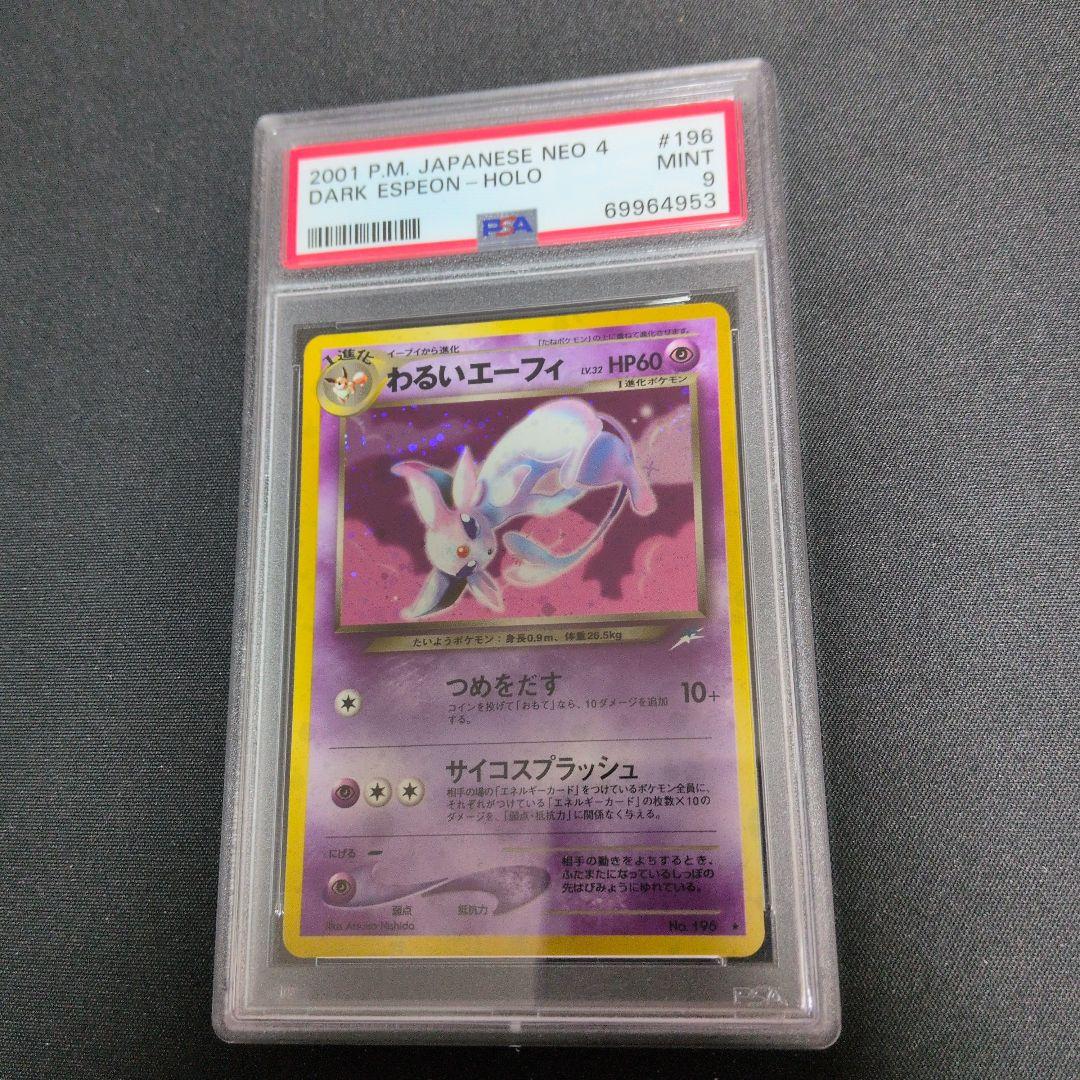 2001 P.M. JAPANESE NEO 4 #196
DARK ESPEON-HOLO MINT
9
PSA 69964953
1進化
イーブイから進化
「たねポケモン」の上に重ねて進化させます。
わるいエーフィ LV.32 HP60
1進化ポケモン
たいようポケモン：身長0.9m、体重26.5kg
つめをだす 10+
コインを投げて「おもて」なら、10ダメージを追加
する。
サイコスプラッシュ
相手の場の「エネルギーカード」をつけているポケモン全員に、
それぞれがつけている「エネルギーカード」の枚数×10の
ダメージを、「弱点・抵抗力」に関係なく与える。
にげる
相手の動きをよちするとき、
ふたまたになっているしっぽの
先はびみょうにゆれている。
弱点 抵抗力
Illus. Atsuko Nishida No. 196 ★
PSA